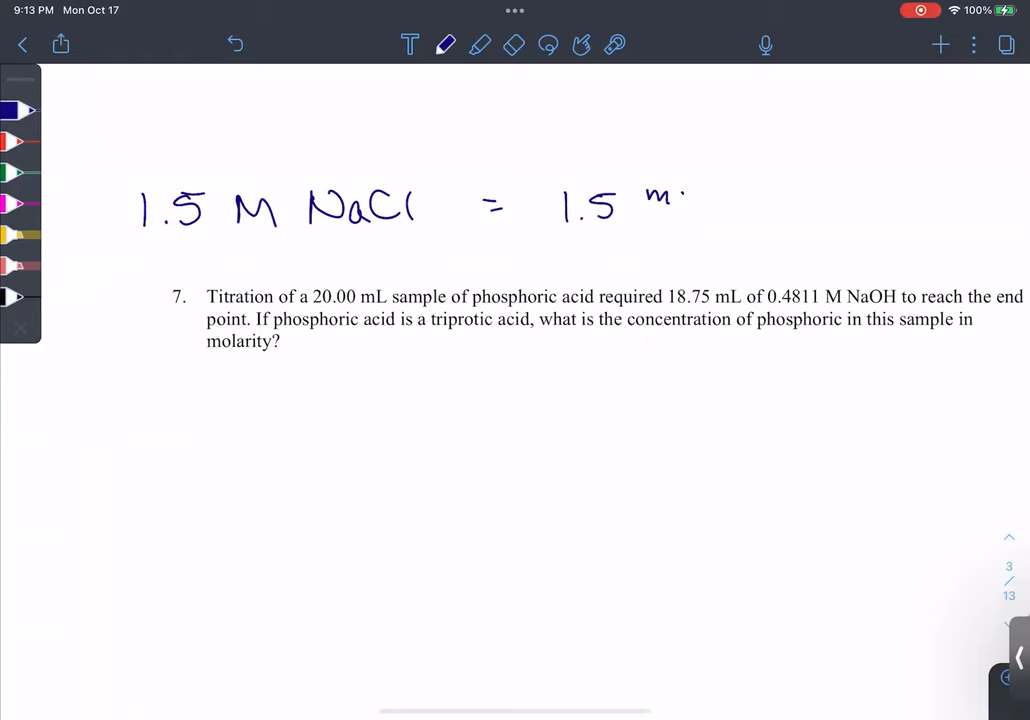 9:13 PM Mon Oct 17
100%
T
1.5 M NaCl = 1.5 m
7. Titration of a 20.00 mL sample of phosphoric acid required 18.75 mL of 0.4811 M NaOH to reach the end
point. If phosphoric acid is a triprotic acid, what is the concentration of phosphoric in this sample in
molarity?
3
/
13